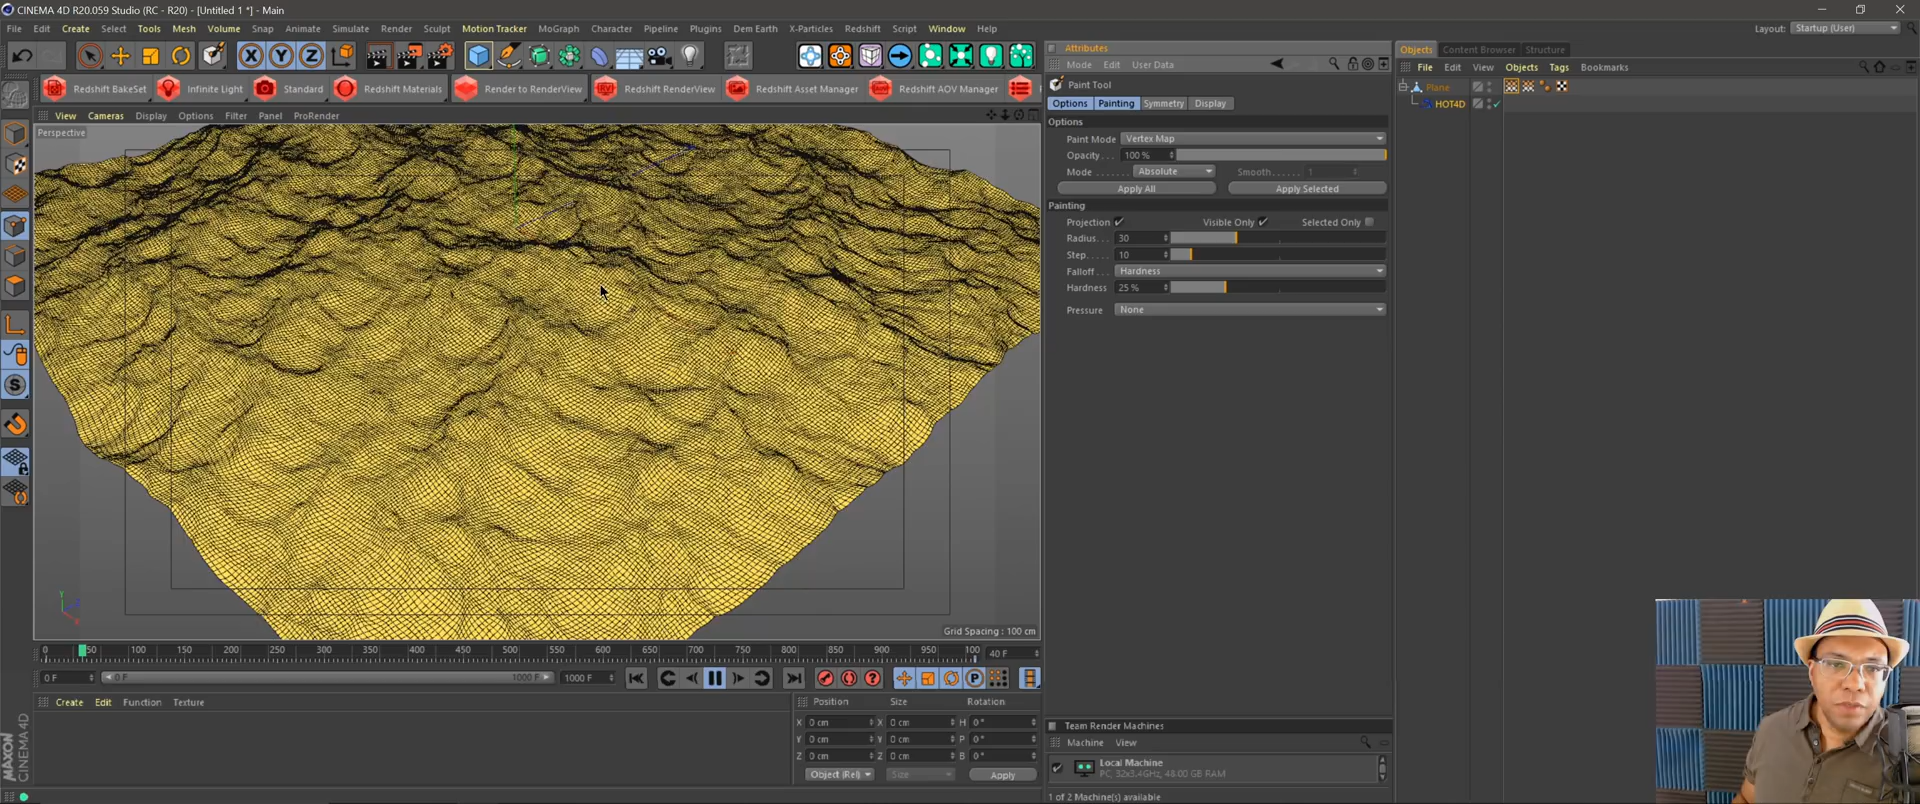 CINEMA 4D R20.059 Studio (RC - R20) - [Untitled 1 *] - Main
File Edit Create Select Tools Mesh Volume Snap Animate Simulate Render Sculpt Motion Tracker MoGraph Character Pipeline Plugins Dem Earth X-Particles Redshift Script Window Help
Layout: Startup (User)
X Y Z
Redshift BakeSet Infinite Light Standard Redshift Materials Render to RenderView Redshift RenderView Redshift Asset Manager Redshift AOV Manager
View Cameras Display Options Filter Panel ProRender
Perspective
Grid Spacing : 100 cm
0 50 100 150 200 250 300 350 400 450 500 550 600 650 700 750 800 850 900 950 100 40 F
0 F 0 F 1000 F 1000 F
Create Edit Function Texture
Position Size Rotation
X 0 cm X 0 cm H 0°
Y 0 cm Y 0 cm P 0°
Z 0 cm Z 0 cm B 0°
Object (Rel) Size Apply
MAXON
CINEMA 4D
Attributes
Mode Edit User Data
Paint Tool
Options Painting Symmetry Display
Options
Paint Mode Vertex Map
Opacity . . . 100 %
Mode . . . . . . . Absolute Smooth . . . . . . 1
Apply All Apply Selected
Painting
Projection Visible Only Selected Only
Radius . . . 30
Step. . . . . 10
Falloff . . . Hardness
Hardness 25 %
Pressure None
Team Render Machines
Machine View
Local Machine
PC, 32x3.4GHz, 48.00 GB RAM
1 of 2 Machine(s) available
Objects Content Browser Structure
File Edit View Objects Tags Bookmarks
Plane
HOT4D